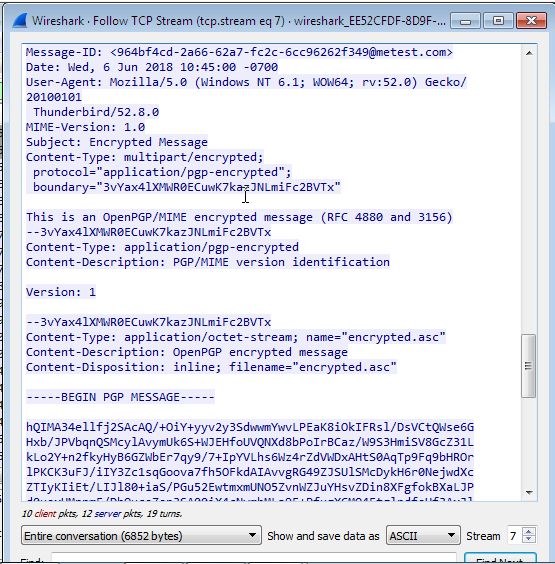 Wireshark · Follow TCP Stream (tcp.stream eq 7) · wireshark_EE52CFDF-8D9F-...
Message-ID: <964bf4cd-2a66-62a7-fc2c-6cc96262f349@metest.com>
Date: Wed, 6 Jun 2018 10:45:00 -0700
User-Agent: Mozilla/5.0 (Windows NT 6.1; WOW64; rv:52.0) Gecko/
20100101
Thunderbird/52.8.0
MIME-Version: 1.0
Subject: Encrypted Message
Content-Type: multipart/encrypted;
protocol="application/pgp-encrypted";
boundary="3vYax4lXMWR0ECuwK7kazJNLmiFc2BVTx"
This is an OpenPGP/MIME encrypted message (RFC 4880 and 3156)
--3vYax4lXMWR0ECuwK7kazJNLmiFc2BVTx
Content-Type: application/pgp-encrypted
Content-Description: PGP/MIME version identification
Version: 1
--3vYax4lXMWR0ECuwK7kazJNLmiFc2BVTx
Content-Type: application/octet-stream; name="encrypted.asc"
Content-Description: OpenPGP encrypted message
Content-Disposition: inline; filename="encrypted.asc"
-----BEGIN PGP MESSAGE-----
hQIMA34ellfj2SAcAQ/+OiY+yyv2y3SdwwmYwvLPEaK8iOkIFRsl/DsVCtQWse6G
Hxb/JPVbqnQSMcylAvymUk6S+WJEHfoUVQNXd8bPoIrBCaz/W9S3HmiSV8GcZ31L
kLo2Y+n2fkyHyB6GZWbEr7qy9/7+IpYVLhs6Wz4rZdVWDxAHtS0AqTp9Fq9bHROr
lPKCK3uFJ/iIY3Zc1sqGoova7fh5OFkdAIAvvgRG49ZJSUlSMcDykH6r0NejwdXc
ZTIyKIiEt/LIJl80+iaS/PGu52EwtmxmUNO5ZvnWZJuYHsvZDin8XFgfokBXaLJP
10 client pkts, 12 server pkts, 19 turns.
Entire conversation (6852 bytes)
Show and save data as
ASCII
Stream
7
Find:
Find Next